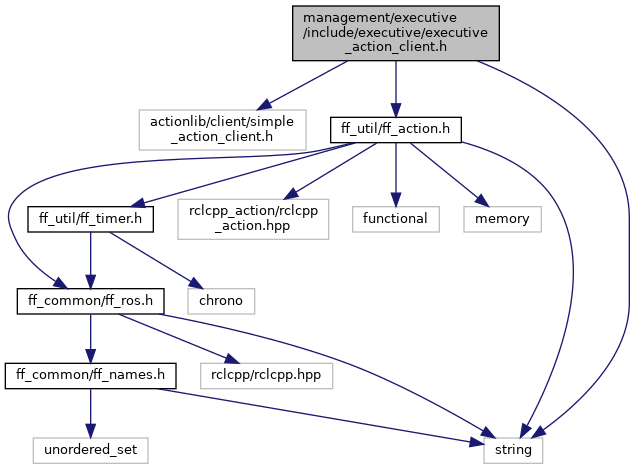 management/executive
/include/executive/executive
_action_client.h
actionlib/client/simple
_action_client.h
ff_util/ff_action.h
ff_util/ff_timer.h
rclcpp_action/rclcpp
_action.hpp
functional
memory
ff_common/ff_ros.h
chrono
ff_common/ff_names.h
rclcpp/rclcpp.hpp
unordered_set
string